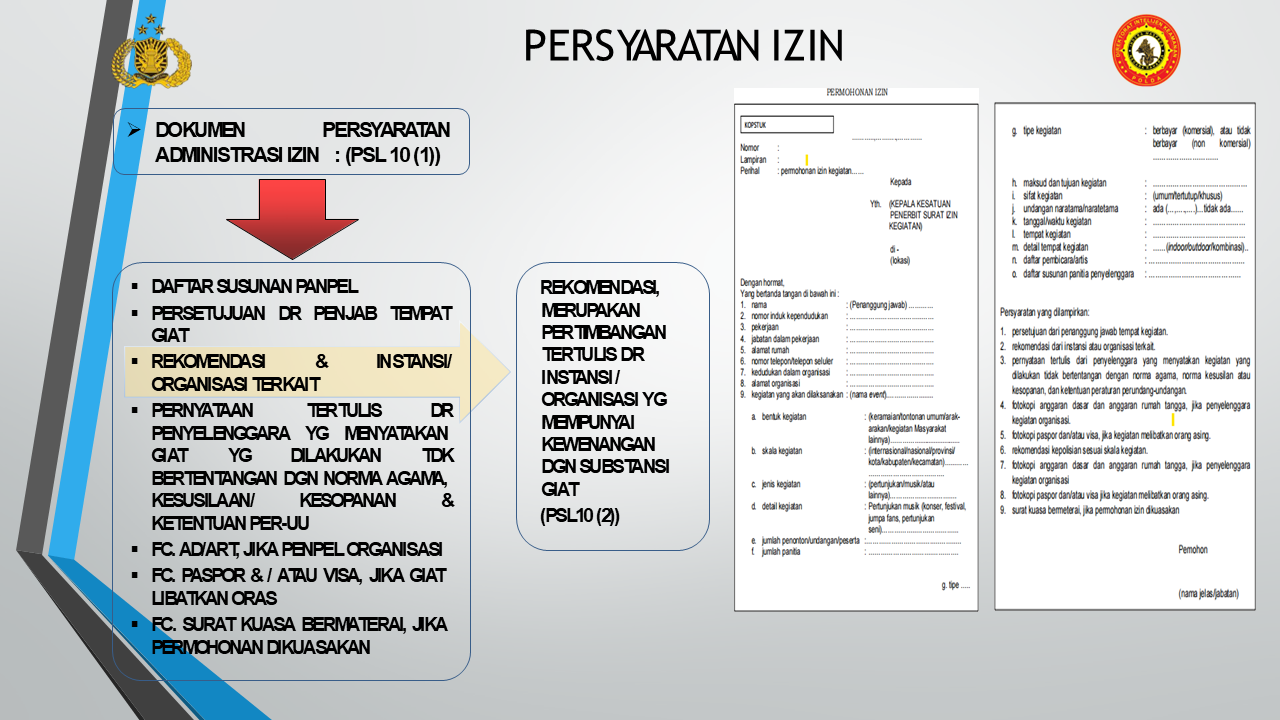 PERSYARATAN IZIN
DIREKTORAT INTELIJEN KEAMANAN
POLDA
➢ DOKUMEN PERSYARATAN
ADMINISTRASI IZIN : (PSL 10 (1))
▪ DAFTAR SUSUNAN PANPEL
▪ PERSETUJUAN DR PENJAB TEMPAT
GIAT
▪ REKOMENDASI & INSTANSI/
ORGANISASI TERKAIT
▪ PERNYATAAN TERTULIS DR
PENYELENGGARA YG MENYATAKAN
GIAT YG DILAKUKAN TDK
BERTENTANGAN DGN NORMA AGAMA,
KESUSILAAN/ KESOPANAN &
KETENTUAN PER-UU
▪ FC. AD/ART, JIKA PENPEL ORGANISASI
▪ FC. PASPOR & / ATAU VISA, JIKA GIAT
LIBATKAN ORAS
▪ FC. SURAT KUASA BERMATERAI, JIKA
PERMOHONAN DIKUASAKAN
REKOMENDASI,
MERUPAKAN
PERTIMBANGAN
TERTULIS DR
INSTANSI /
ORGANISASI YG
MEMPUNYAI
KEWENANGAN
DGN SUBSTANSI
GIAT
(PSL10 (2))
PERMOHONAN IZIN
KOPSTUK
....................,.....................
Nomor :
Lampiran :
Perihal : permohonan izin kegiatan......
Kepada
Yth. (KEPALA KESATUAN
PENERBIT SURAT IZIN
KEGIATAN)
di -
(lokasi)
Dengan hormat,
Yang bertanda tangan di bawah ini :
1. nama : (Penanggung jawab) ............
2. nomor induk kependudukan : ........................................
3. pekerjaan : ........................................
4. jabatan dalam pekerjaan : ........................................
5. alamat rumah : ........................................
6. nomor telepon/telepon seluler : ........................................
7. kedudukan dalam organisasi : ........................................
8. alamat organisasi : ........................................
9. kegiatan yang akan dilaksanakan : (nama event)......................
a. bentuk kegiatan : (keramaian/tontonan umum/arak-
arakan/kegiatan Masyarakat
lainnya)................................
b. skala kegiatan : (internasional/nasional/provinsi/
kota/kabupaten/kecamatan)...........
...................................
c. jenis kegiatan : (pertunjukan/musik/atau
lainnya)...............................
d. detail kegiatan : Pertunjukan musik (konser, festival,
jumpa fans, pertunjukan
seni)...................................
e. jumlah penonton/undangan/peserta : ............................................
f. jumlah panitia : ..........................................
g. tipe .....
g. tipe kegiatan : berbayar (komersial), atau tidak
berbayar (non komersial)
..............................
h. maksud dan tujuan kegiatan : ..........................................
i. sifat kegiatan : (umum/tertutup/khusus)
j. undangan naratama/naratetama : ada (....,....,....)...tidak ada......
k. tanggal/waktu kegiatan : ..........................................
l. tempat kegiatan : ..........................................
m. detail tempat kegiatan : ......(indoor/outdoor/kombinasi)..
n. daftar pembicara/artis : ..........................................
o. daftar susunan panitia penyelenggara : ..........................................
Persyaratan yang dilampirkan:
1. persetujuan dari penanggung jawab tempat kegiatan.
2. rekomendasi dari instansi atau organisasi terkait.
3. pernyataan tertulis dari penyelenggara yang menyatakan kegiatan yang
dilakukan tidak bertentangan dengan norma agama, norma kesusilan atau
kesopanan, dan ketentuan peraturan perundang-undangan.
4. fotokopi anggaran dasar dan anggaran rumah tangga, jika penyelenggara
kegiatan organisasi.
5. fotokopi paspor dan/atau visa, jika kegiatan melibatkan orang asing.
6. rekomendasi kepolisian sesuai skala kegiatan.
7. fotokopi anggaran dasar dan anggaran rumah tangga, jika penyelenggara
kegiatan organisasi
8. fotokopi paspor dan/atau visa jika kegiatan melibatkan orang asing.
9. surat kuasa bermeterai, jika permohonan izin dikuasakan
Pemohon
(nama jelas/jabatan)